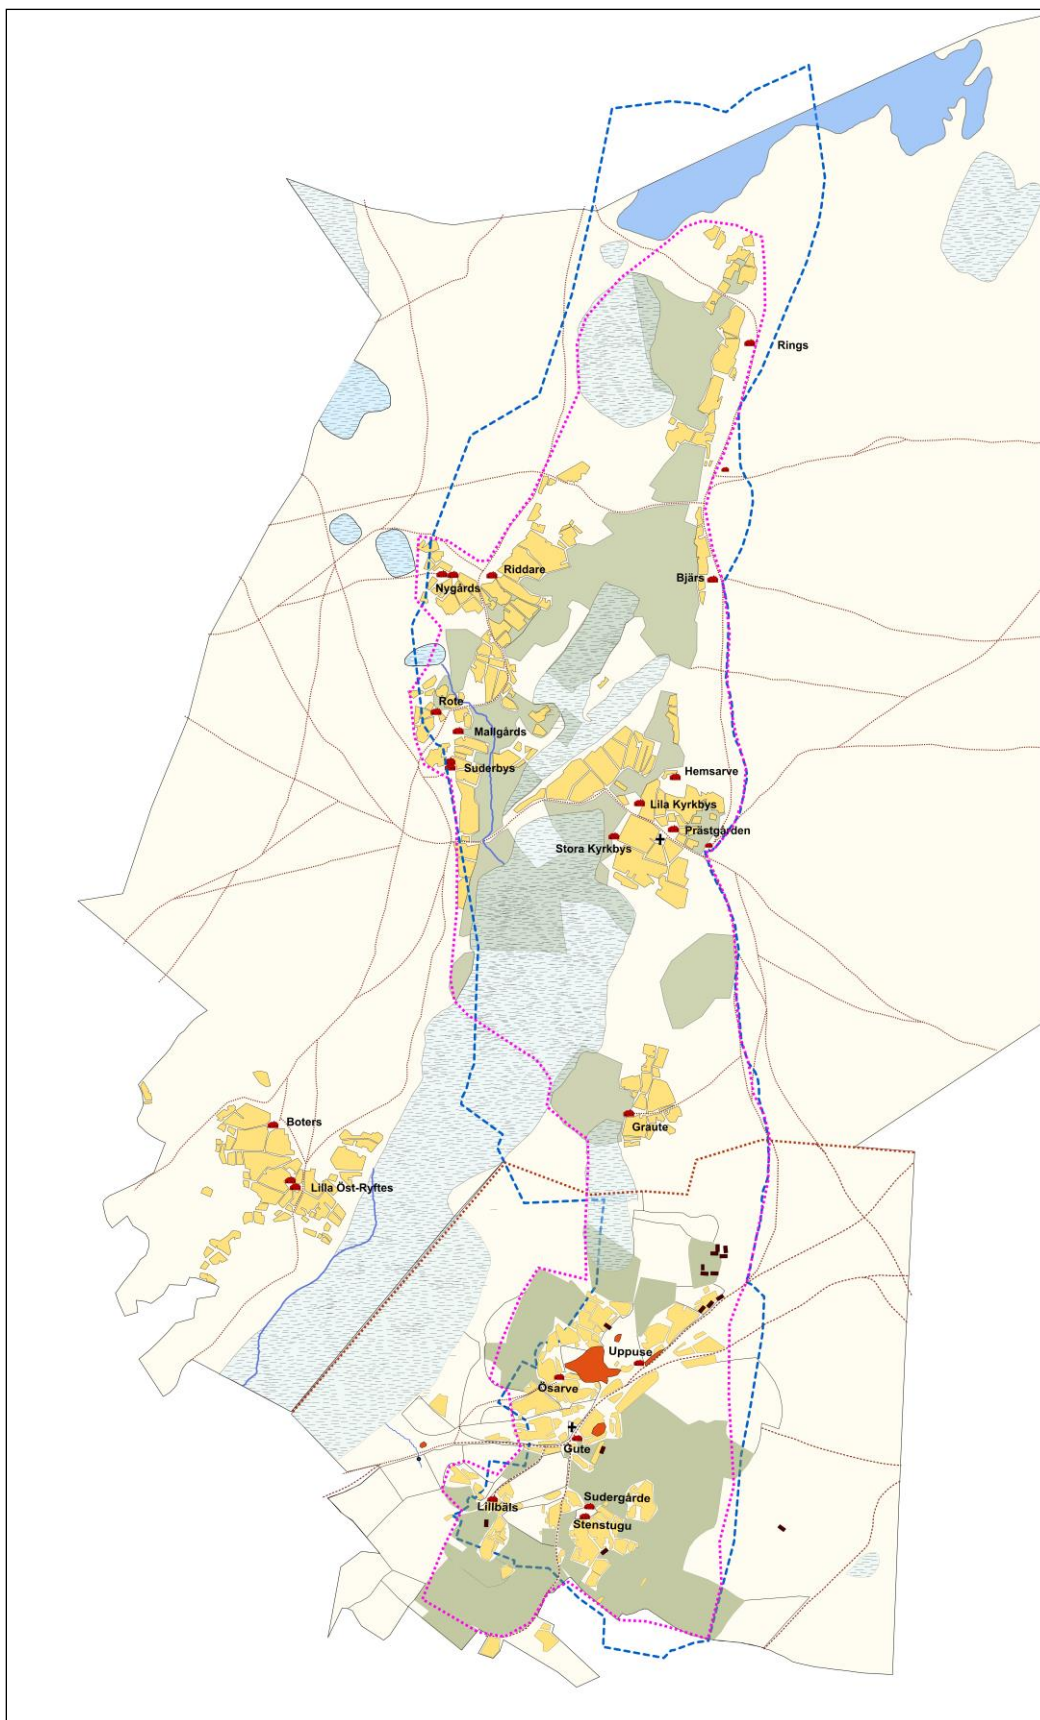 Rings
Riddare
Bjärs
Nygårds
Rote
Mallgårds
Suderbys
Hemsarve
Lila Kyrkbys
Prästgården
Stora Kyrkbys
Graute
Boters
Lilla Öst-Ryftes
Uppuse
Ösarve
Gute
Lillbäls
Sudergårde
Stenstugu